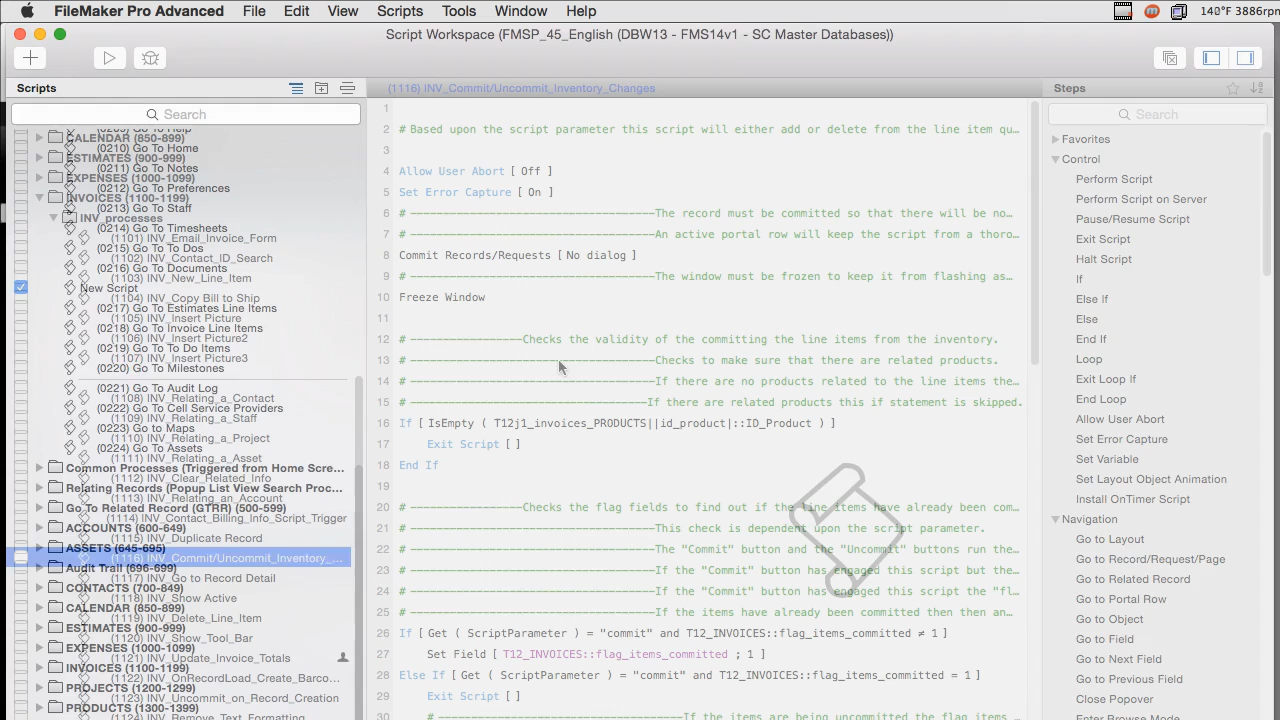 FileMaker Pro Advanced File Edit View Scripts Tools Window Help 140°F 3886rpm
Script Workspace (FMSP_45_English (DBW13 - FMS14v1 - SC Master Databases))
Scripts
Search
CALENDAR (850-899)
(0210) Go To Home
ESTIMATES (900-999)
(0211) Go To Notes
EXPENSES (1000-1099)
(0212) Go To Preferences
INVOICES (1100-1199)
(0213) Go To Staff
INV_processes
(0214) Go To Timesheets
(1101) INV_Email_Invoice_Form
(0215) Go To To Dos
(1102) INV_Contact_ID_Search
(0216) Go To Documents
(1103) INV_New_Line_Item
New Script
(1104) INV_Copy Bill to Ship
(0217) Go To Estimates Line Items
(1105) INV_Insert Picture
(0218) Go To Invoice Line Items
(1106) INV_Insert Picture2
(0219) Go To To Do Items
(1107) INV_Insert Picture3
(0220) Go To Milestones
(0221) Go To Audit Log
(1108) INV_Relating_a_Contact
(0222) Go To Cell Service Providers
(1109) INV_Relating_a_Staff
(0223) Go to Maps
(1110) INV_Relating_a_Project
(0224) Go To Assets
(1111) INV_Relating_a_Asset
Common Processes (Triggered from Home Scre…
(1112) INV_Clear_Related_Info
Relating Records (Popup List View Search Proc…
(1113) INV_Relating_an_Account
Go To Related Record (GTRR) (500-599)
(1114) INV_Contact_Billing_Info_Script_Trigger
ACCOUNTS (600-649)
(1115) INV_Duplicate Record
ASSETS (645-695)
(1116) INV_Commit/Uncommit_Inventory_…
Audit Trail (696-699)
(1117) INV_Go to Record Detail
CONTACTS (700-849)
(1118) INV_Show Active
CALENDAR (850-899)
(1119) INV_Delete_Line_Item
ESTIMATES (900-999)
(1120) INV_Show_Tool_Bar
EXPENSES (1000-1099)
(1121) INV_Update_Invoice_Totals
INVOICES (1100-1199)
(1122) INV_OnRecordLoad_Create_Barco…
PROJECTS (1200-1299)
(1123) INV_Uncommit_on_Record_Creation
PRODUCTS (1300-1399)
(1124) INV_Remove_Text_Formatting
(1116) INV_Commit/Uncommit_Inventory_Changes
1
2 # Based upon the script parameter this script will either add or delete from the line item qu…
3
4 Allow User Abort [ Off ]
5 Set Error Capture [ On ]
6 # ----------------------------------The record must be committed so that there will be no…
7 # ----------------------------------An active portal row will keep the script from a thoro…
8 Commit Records/Requests [ No dialog ]
9 # ----------------------------------The window must be frozen to keep it from flashing as…
10 Freeze Window
11
12 # ----------------Checks the validity of the committing the line items from the inventory.
13 # ----------------------------------Checks to make sure that there are related products.
14 # ----------------------------------If there are no products related to the line items the…
15 # ---------------------------------If there are related products this if statement is skipped.
16 If [ IsEmpty ( T12j1_invoices_PRODUCTS||id_product|::ID_Product ) ]
17 Exit Script [ ]
18 End If
19
20 # ----------------Checks the flag fields to find out if the line items have already been com…
21 # ----------------------------------This check is dependent upon the script parameter.
22 # ----------------------------------The "Commit" button and the "Uncommit" buttons run the…
23 # ----------------------------------If the "Commit" button has engaged this script but the…
24 # ----------------------------------If the "Commit" button has engaged this script the "fl…
25 # ----------------------------------If the items have already been committed then then an…
26 If [ Get ( ScriptParameter ) = "commit" and T12_INVOICES::flag_items_committed ≠ 1 ]
27 Set Field [ T12_INVOICES::flag_items_committed ; 1 ]
28 Else If [ Get ( ScriptParameter ) = "commit" and T12_INVOICES::flag_items_committed = 1 ]
29 Exit Script [ ]
30 # ----------------------------------If the items are being uncommitted the flag items …
Steps
Search
Favorites
Control
Perform Script
Perform Script on Server
Pause/Resume Script
Exit Script
Halt Script
If
Else If
Else
End If
Loop
Exit Loop If
End Loop
Allow User Abort
Set Error Capture
Set Variable
Set Layout Object Animation
Install OnTimer Script
Navigation
Go to Layout
Go to Record/Request/Page
Go to Related Record
Go to Portal Row
Go to Object
Go to Field
Go to Next Field
Go to Previous Field
Close Popover
Enter Browse Mode